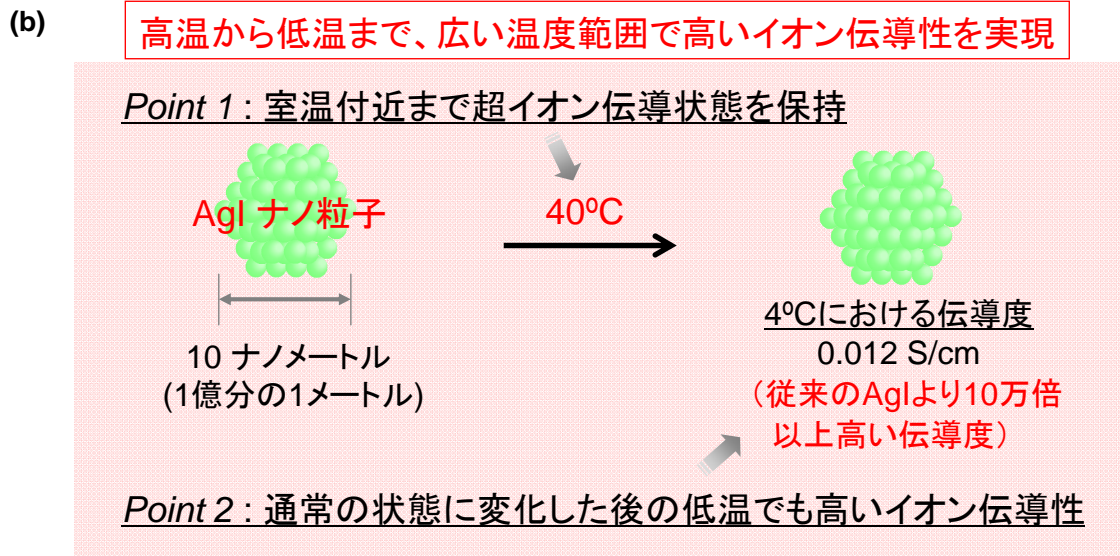 (b)
高温から低温まで、広い温度範囲で高いイオン伝導性を実現
Point 1 : 室温付近まで超イオン伝導状態を保持
AgI ナノ粒子
40ºC
10 ナノメートル
(1億分の1メートル)
4ºCにおける伝導度
0.012 S/cm
（従来のAgIより10万倍
以上高い伝導度）
Point 2 : 通常の状態に変化した後の低温でも高いイオン伝導性